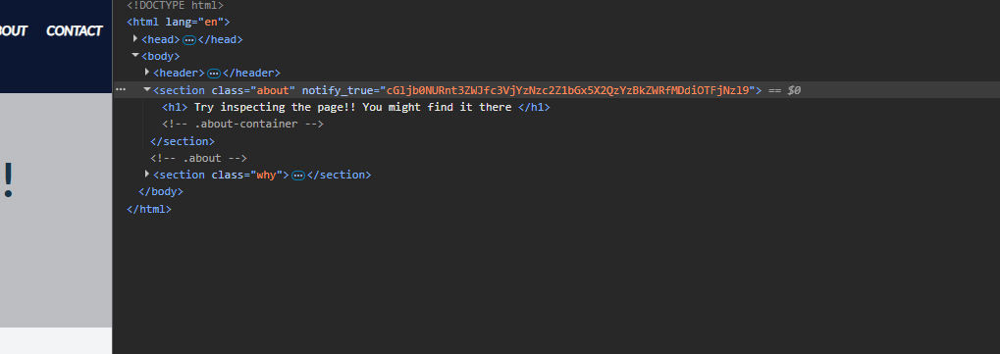 BOUT CONTACT
!
<!DOCTYPE html>
<html lang="en">
<head> ··· </head>
<body>
<header> ··· </header>
··· <section class="about" notify_true="cGljb0NURnt3ZWJfc3VjYzNzc2Z1bGx5X2QzYzBkZWRfMDdiOTFjNzl9"> == $0
<h1> Try inspecting the page!! You might find it there </h1>
<!-- .about-container -->
</section>
<!-- .about -->
<section class="why"> ··· </section>
</body>
</html>